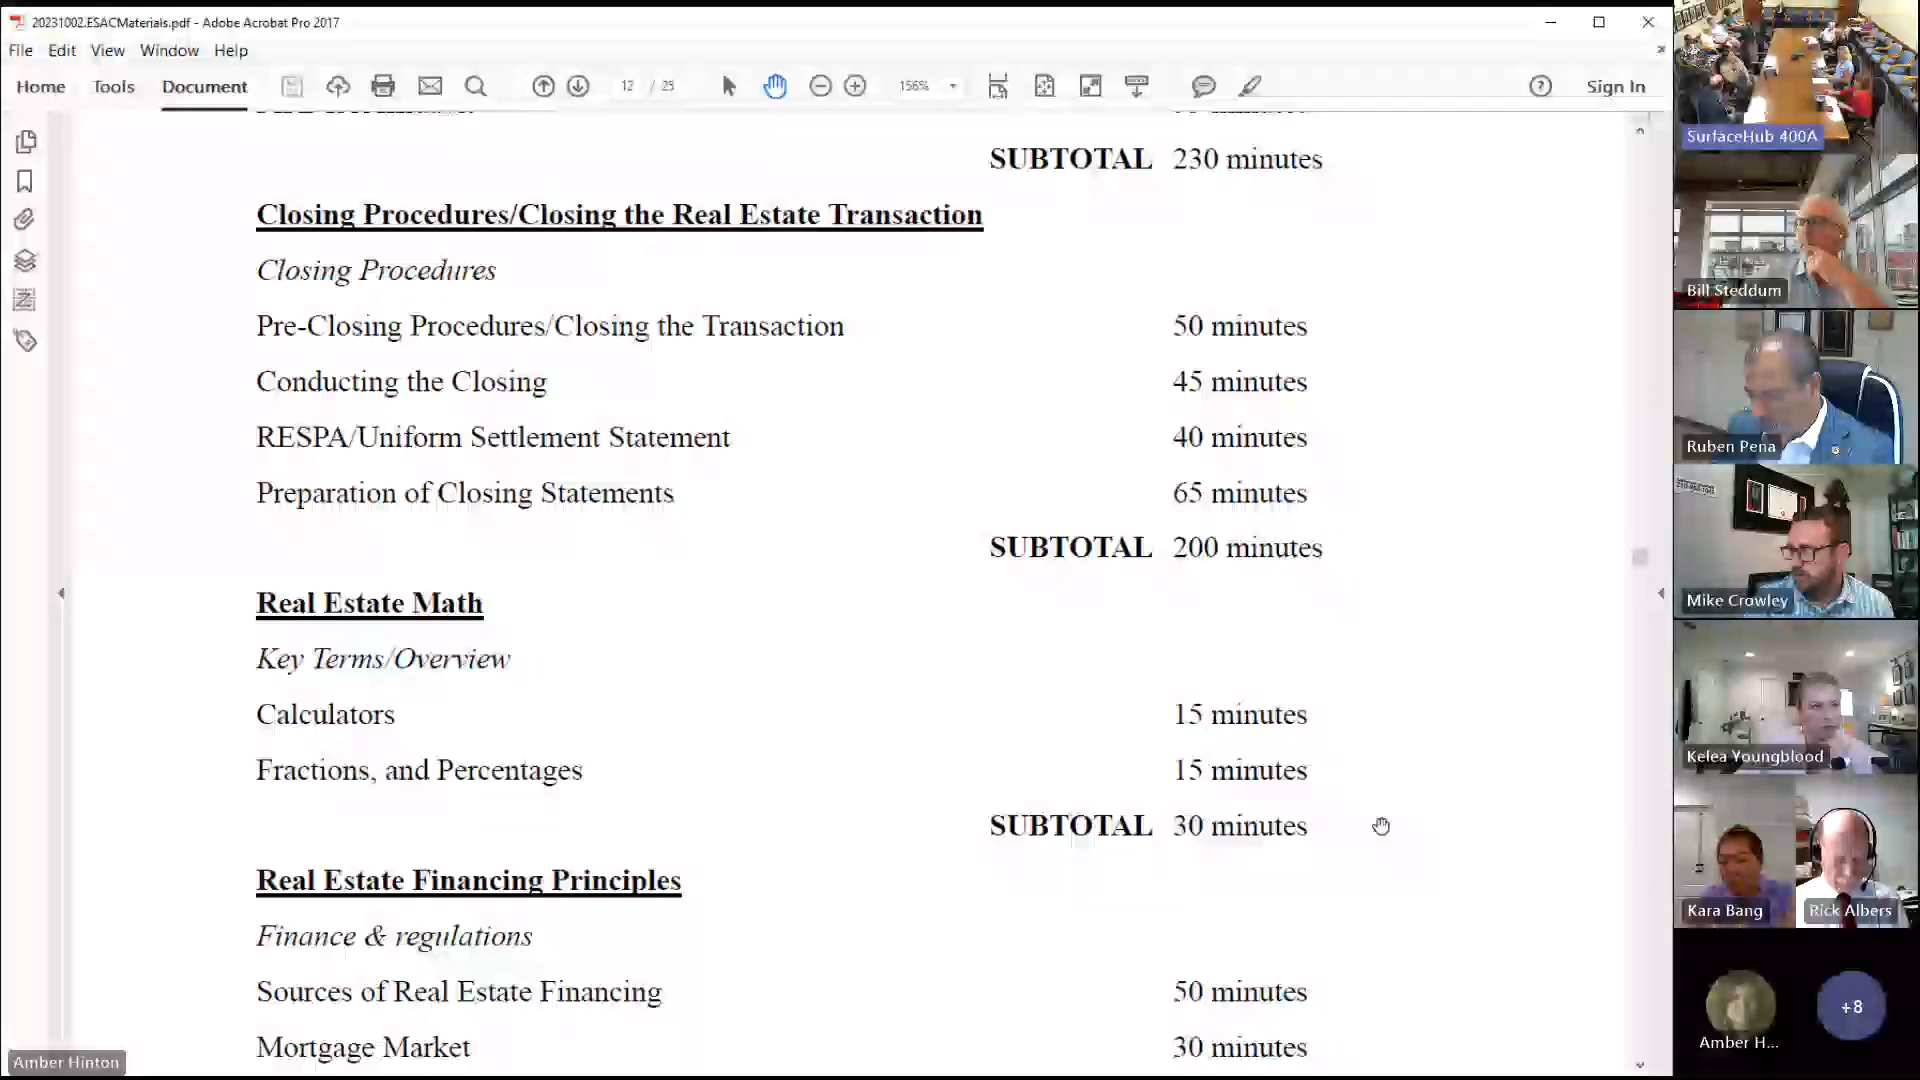 20231002.ESACMaterials.pdf - Adobe Acrobat Pro 2017
File Edit View Window Help
Home Tools Document 12 / 29 156% Sign In
SUBTOTAL 230 minutes
Closing Procedures/Closing the Real Estate Transaction
Closing Procedures
Pre-Closing Procedures/Closing the Transaction 50 minutes
Conducting the Closing 45 minutes
RESPA/Uniform Settlement Statement 40 minutes
Preparation of Closing Statements 65 minutes
SUBTOTAL 200 minutes
Real Estate Math
Key Terms/Overview
Calculators 15 minutes
Fractions, and Percentages 15 minutes
SUBTOTAL 30 minutes
Real Estate Financing Principles
Finance & regulations
Sources of Real Estate Financing 50 minutes
Mortgage Market 30 minutes
Amber Hinton
SurfaceHub 400A
Bill Steddum
Ruben Pena
Mike Crowley
Kelea Youngblood
Kara Bang
Rick Albers
Amber H...
+8